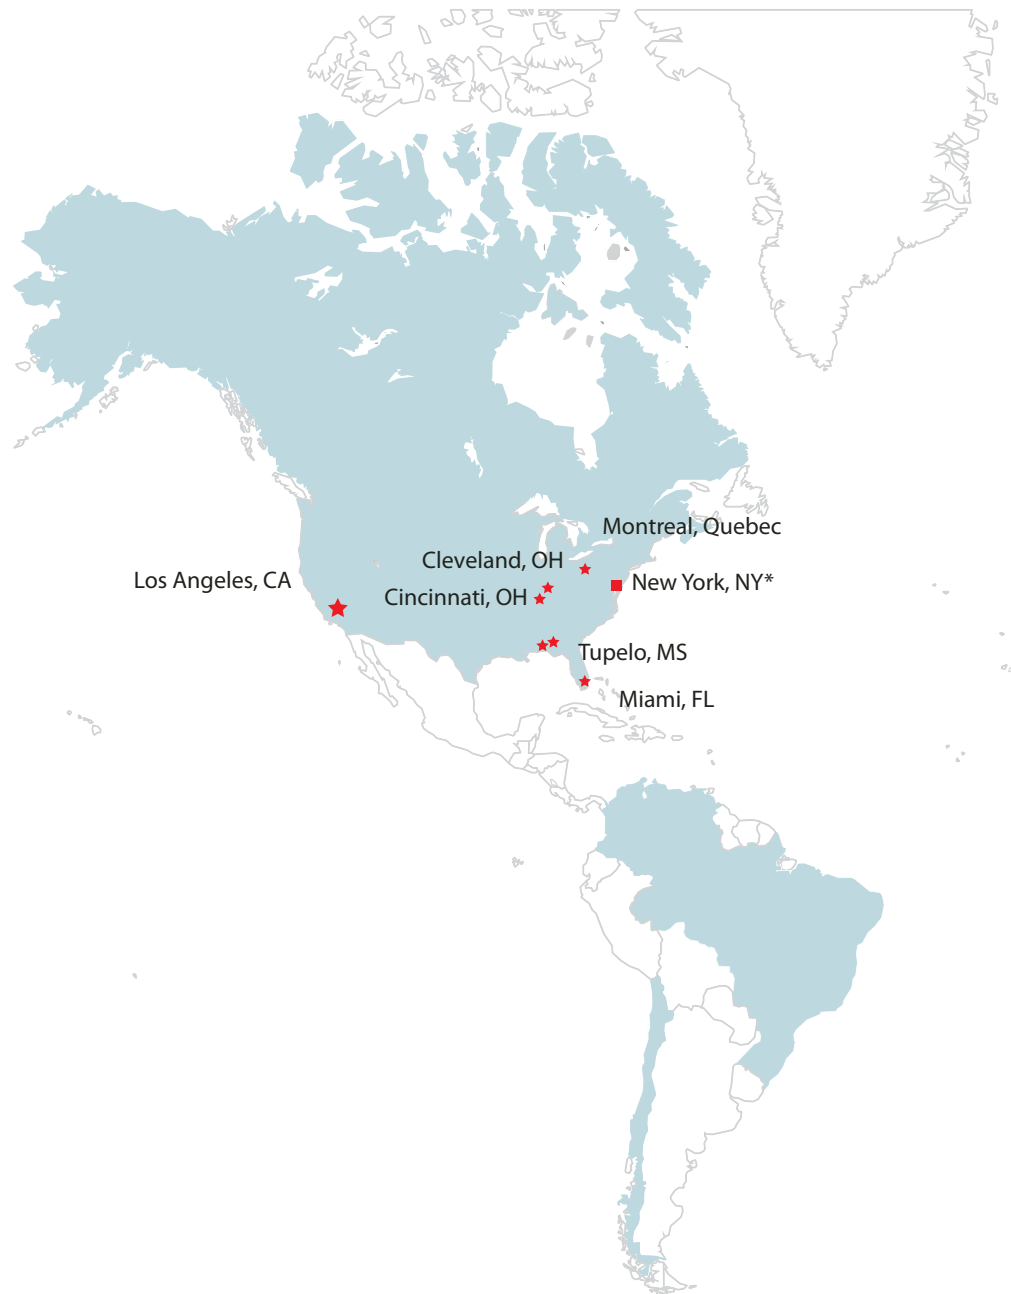 Montreal, Quebec
Cleveland, OH
Los Angeles, CA
New York, NY*
Cincinnati, OH
Tupelo, MS
Miami, FL